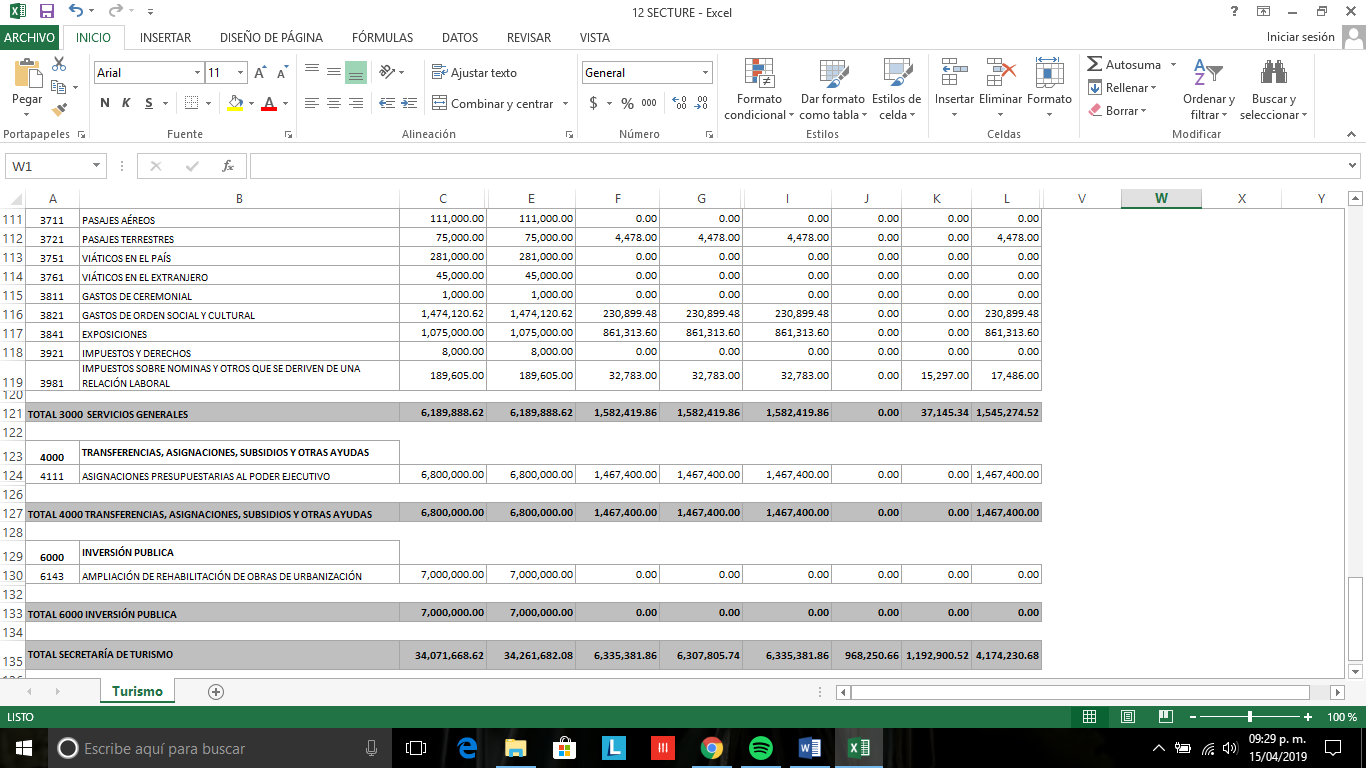 12 SECTURE - Excel
?
ARCHIVO INICIO INSERTAR DISEÑO DE PÁGINA FÓRMULAS DATOS REVISAR VISTA Iniciar sesión
Pegar
Portapapeles
Arial 11
N K S A
Fuente
Ajustar texto
Combinar y centrar
Alineación
General
$ % 000
Número
Formato condicional
Dar formato como tabla
Estilos de celda
Estilos
Insertar Eliminar Formato
Celdas
Autosuma
Rellenar
Borrar
Ordenar y filtrar
Buscar y seleccionar
Modificar
W1 fx
A B C E F G I J K L V W X Y
111 3711 PASAJES AÉREOS 111,000.00 111,000.00 0.00 0.00 0.00 0.00 0.00 0.00
112 3721 PASAJES TERRESTRES 75,000.00 75,000.00 4,478.00 4,478.00 4,478.00 0.00 0.00 4,478.00
113 3751 VIÁTICOS EN EL PAÍS 281,000.00 281,000.00 0.00 0.00 0.00 0.00 0.00 0.00
114 3761 VIÁTICOS EN EL EXTRANJERO 45,000.00 45,000.00 0.00 0.00 0.00 0.00 0.00 0.00
115 3811 GASTOS DE CEREMONIAL 1,000.00 1,000.00 0.00 0.00 0.00 0.00 0.00 0.00
116 3821 GASTOS DE ORDEN SOCIAL Y CULTURAL 1,474,120.62 1,474,120.62 230,899.48 230,899.48 230,899.48 0.00 0.00 230,899.48
117 3841 EXPOSICIONES 1,075,000.00 1,075,000.00 861,313.60 861,313.60 861,313.60 0.00 0.00 861,313.60
118 3921 IMPUESTOS Y DERECHOS 8,000.00 8,000.00 0.00 0.00 0.00 0.00 0.00 0.00
119 3981 IMPUESTOS SOBRE NOMINAS Y OTROS QUE SE DERIVEN DE UNA
RELACIÓN LABORAL 189,605.00 189,605.00 32,783.00 32,783.00 32,783.00 0.00 15,297.00 17,486.00
120
121 TOTAL 3000 SERVICIOS GENERALES 6,189,888.62 6,189,888.62 1,582,419.86 1,582,419.86 1,582,419.86 0.00 37,145.34 1,545,274.52
122
123 4000 TRANSFERENCIAS, ASIGNACIONES, SUBSIDIOS Y OTRAS AYUDAS
124 4111 ASIGNACIONES PRESUPUESTARIAS AL PODER EJECUTIVO 6,800,000.00 6,800,000.00 1,467,400.00 1,467,400.00 1,467,400.00 0.00 0.00 1,467,400.00
126
127 TOTAL 4000 TRANSFERENCIAS, ASIGNACIONES, SUBSIDIOS Y OTRAS AYUDAS 6,800,000.00 6,800,000.00 1,467,400.00 1,467,400.00 1,467,400.00 0.00 0.00 1,467,400.00
128
129 6000 INVERSIÓN PUBLICA
130 6143 AMPLIACIÓN DE REHABILITACIÓN DE OBRAS DE URBANIZACIÓN 7,000,000.00 7,000,000.00 0.00 0.00 0.00 0.00 0.00 0.00
132
133 TOTAL 6000 INVERSIÓN PUBLICA 7,000,000.00 7,000,000.00 0.00 0.00 0.00 0.00 0.00 0.00
134
135 TOTAL SECRETARÍA DE TURISMO 34,071,668.62 34,261,682.08 6,335,381.86 6,307,805.74 6,335,381.86 968,250.66 1,192,900.52 4,174,230.68
Turismo
LISTO 100 %
Escribe aquí para buscar
09:29 p. m.
15/04/2019